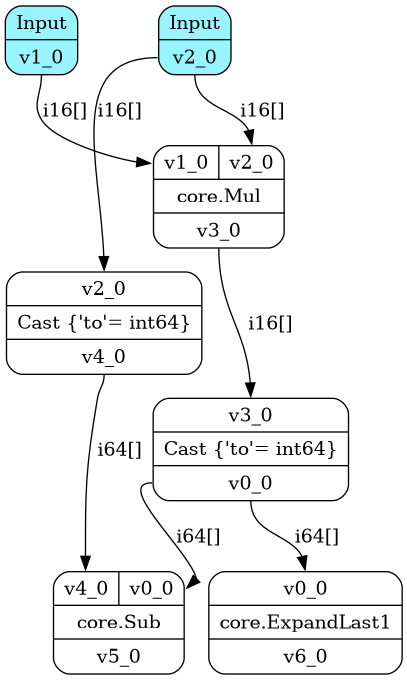 Input
v1_0
Input
v2_0
i16[]
i16[]
i16[]
v1_0 v2_0
core.Mul
v3_0
v2_0
Cast {'to'= int64}
v4_0
i16[]
v3_0
Cast {'to'= int64}
v0_0
i64[]
i64[]
i64[]
v4_0 v0_0
core.Sub
v5_0
v0_0
core.ExpandLast1
v6_0